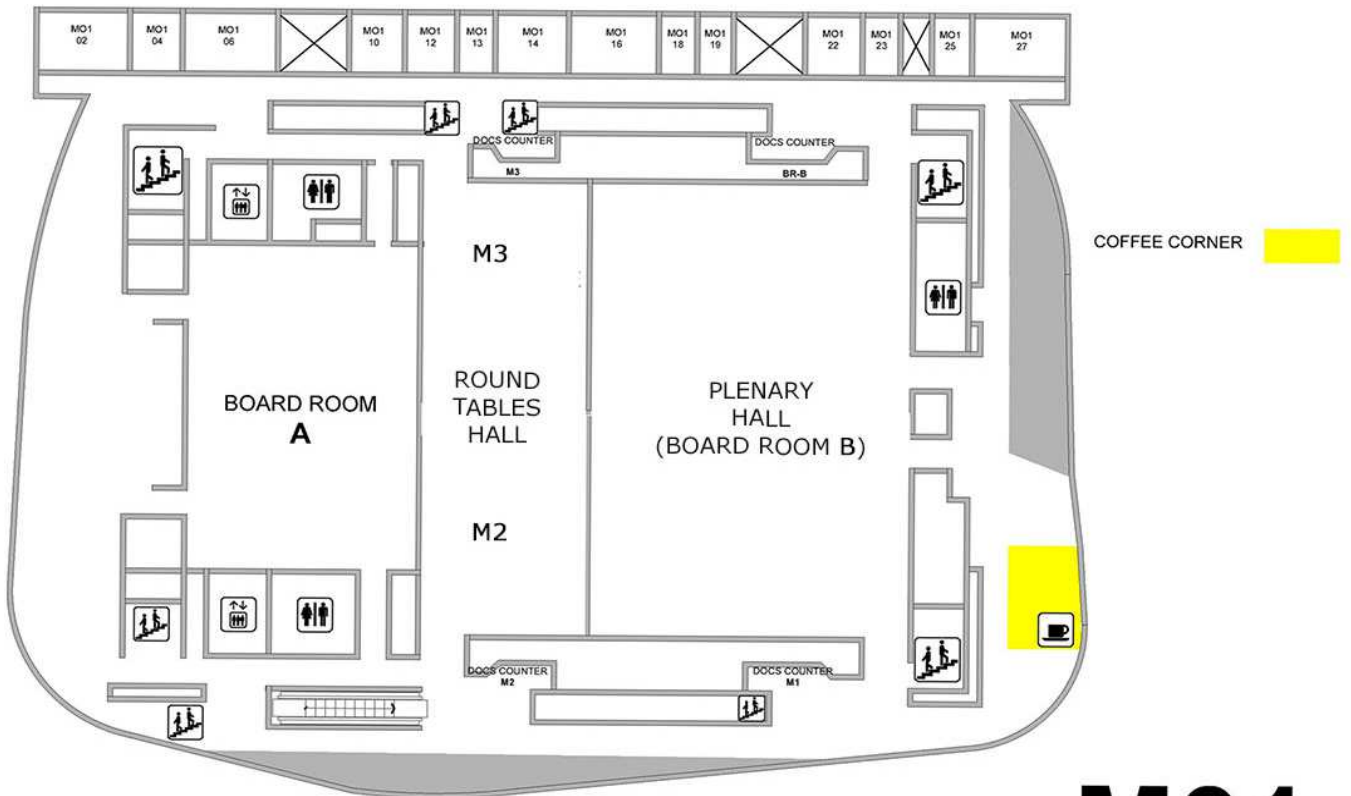 MO1
02
MO1
04
MO1
06
MO1
10
MO1
12
MO1
13
MO1
14
MO1
16
MO1
18
MO1
19
MO1
22
MO1
23
MO1
25
MO1
27
DOCS COUNTER
M3
DOCS COUNTER
BR-B
M3
COFFEE CORNER
BOARD ROOM
A
ROUND
TABLES
HALL
PLENARY
HALL
(BOARD ROOM B)
M2
DOCS COUNTER
M2
DOCS COUNTER
M1